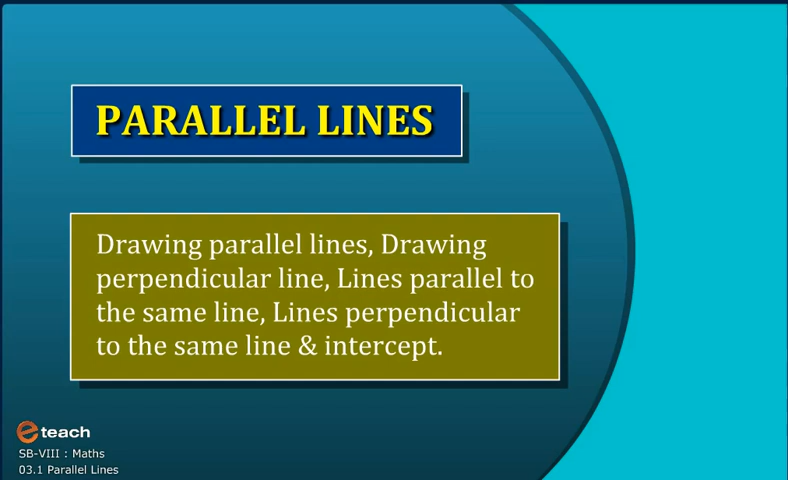 PARALLEL LINES
Drawing parallel lines, Drawing
perpendicular line, Lines parallel to
the same line, Lines perpendicular
to the same line & intercept.
e teach
SB-VIII : Maths
03.1 Parallel Lines